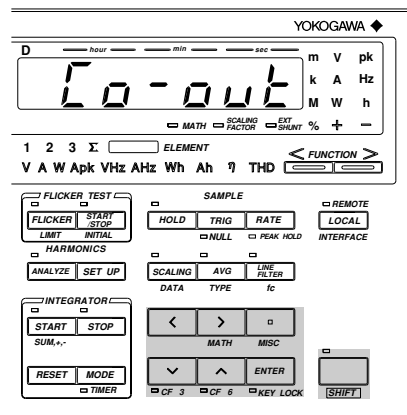 YOKOGAWA
D hour min sec m V pk
Co-out k A Hz
M W h
MATH SCALING FACTOR EXT SHUNT % + −
1 2 3 Σ ELEMENT
V A W Apk VHz AHz Wh Ah η THD < FUNCTION >
FLICKER TEST SAMPLE REMOTE
FLICKER START /STOP HOLD TRIG RATE LOCAL
LIMIT INITIAL NULL PEAK HOLD INTERFACE
HARMONICS
ANALYZE SET UP SCALING AVG LINE FILTER
DATA TYPE fc
INTEGRATOR
START STOP < >
SUM,+,- MATH MISC
RESET MODE ENTER
TIMER CF 3 CF 6 KEY LOCK SHIFT